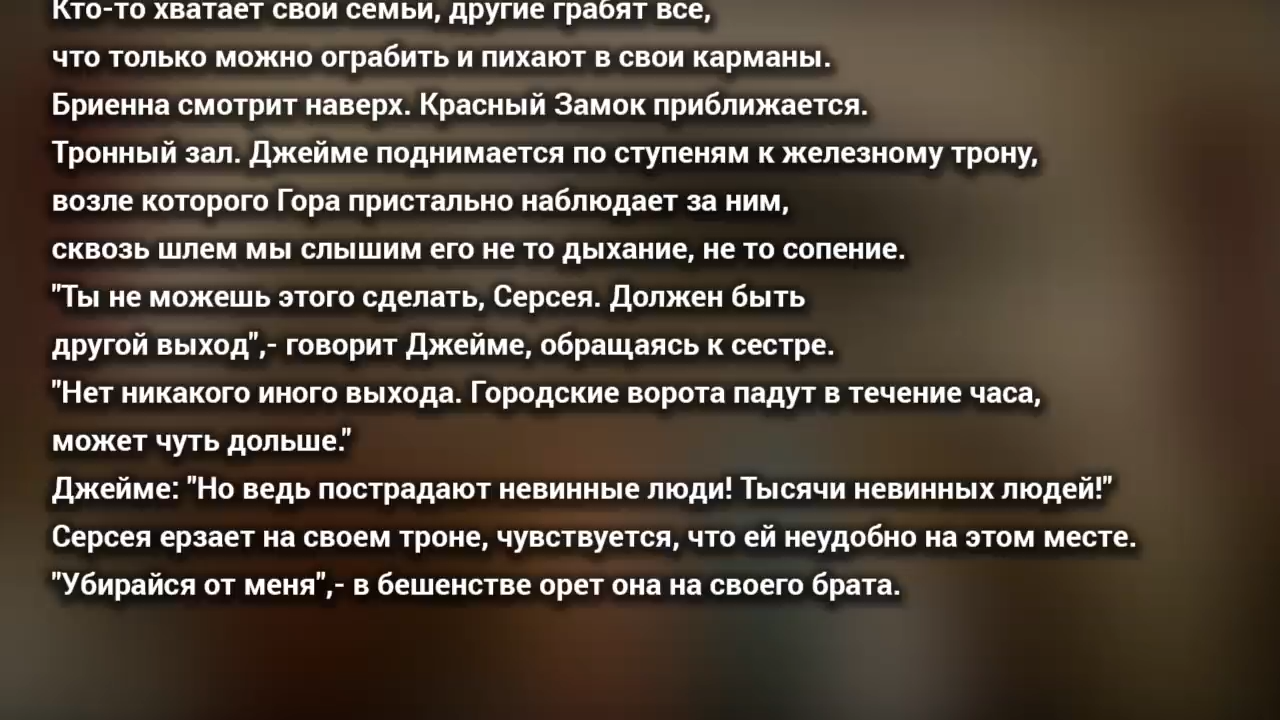 Кто-то хватает свои семьи, другие грабят все,
что только можно ограбить и пихают в свои карманы.
Бриенна смотрит наверх. Красный Замок приближается.
Тронный зал. Джейме поднимается по ступеням к железному трону,
возле которого Гора пристально наблюдает за ним,
сквозь шлем мы слышим его не то дыхание, не то сопение.
"Ты не можешь этого сделать, Серсея. Должен быть
другой выход",- говорит Джейме, обращаясь к сестре.
"Нет никакого иного выхода. Городские ворота падут в течение часа,
может чуть дольше."
Джейме: "Но ведь пострадают невинные люди! Тысячи невинных людей!"
Серсея ерзает на своем троне, чувствуется, что ей неудобно на этом месте.
"Убирайся от меня",- в бешенстве орет она на своего брата.